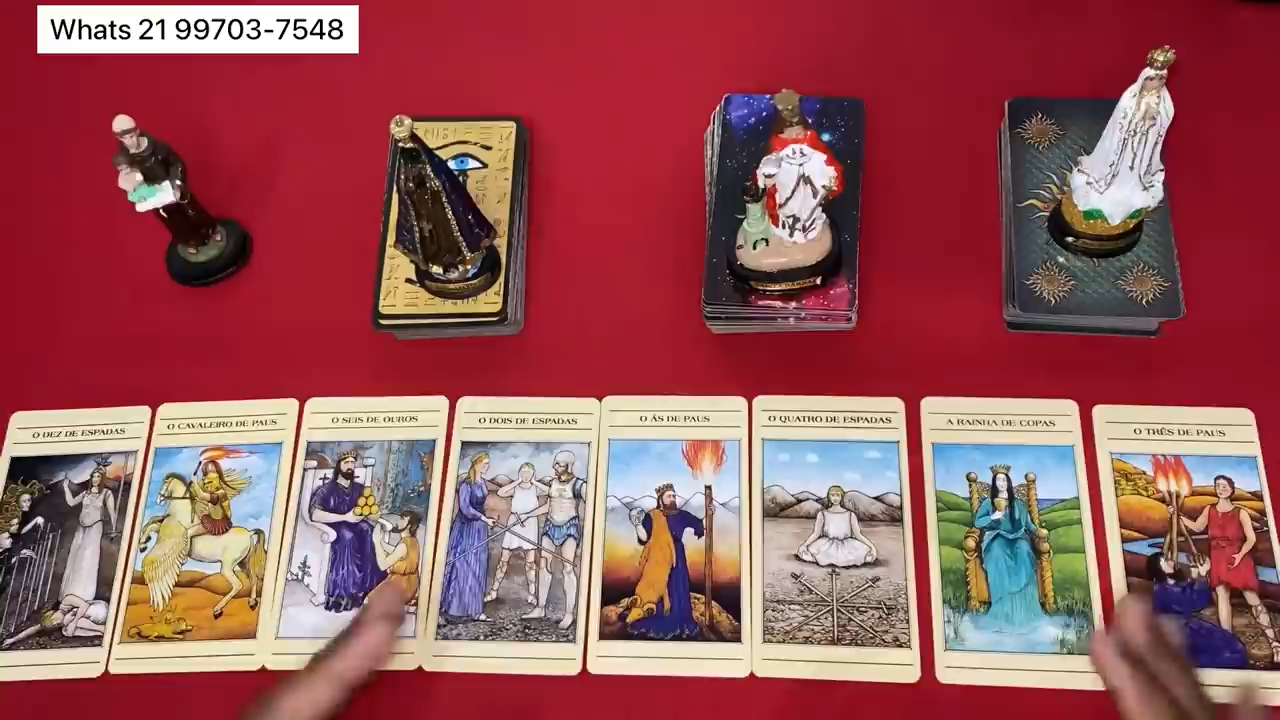 Whats 21 99703-7548
O DEZ DE ESPADAS
O CAVALEIRO DE PAUS
O SEIS DE OUROS
O DOIS DE ESPADAS
O ÁS DE PAUS
O QUATRO DE ESPADAS
A RAINHA DE COPAS
O TRÊS DE PAUS